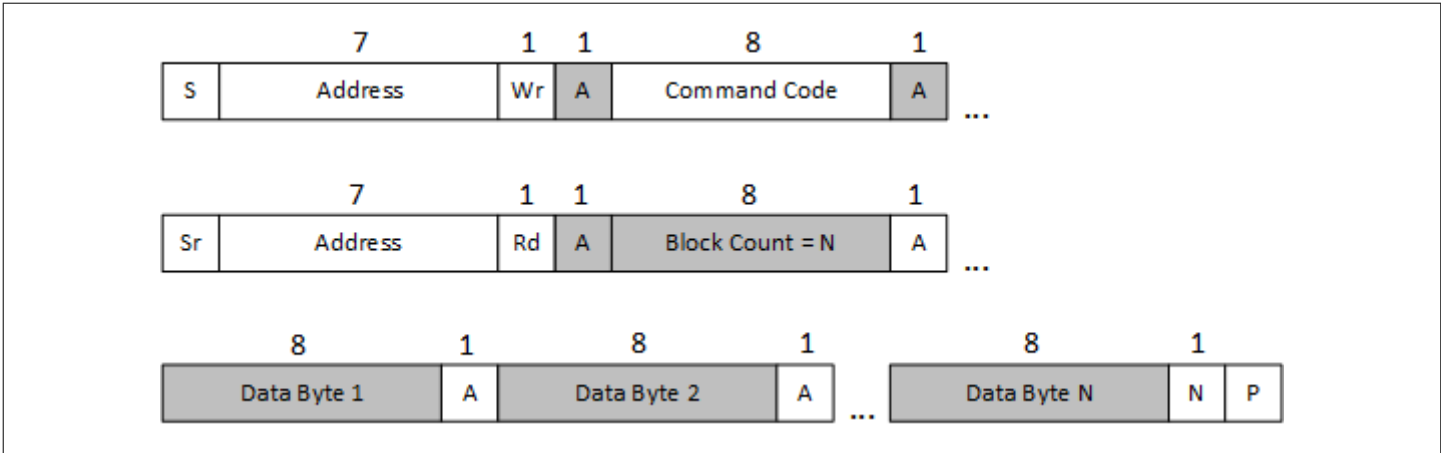 7 1 1 8 1
S Address Wr A Command Code A ...
7 1 1 8 1
Sr Address Rd A Block Count = N A ...
8 1 8 1 8 1
Data Byte 1 A Data Byte 2 A ... Data Byte N N P